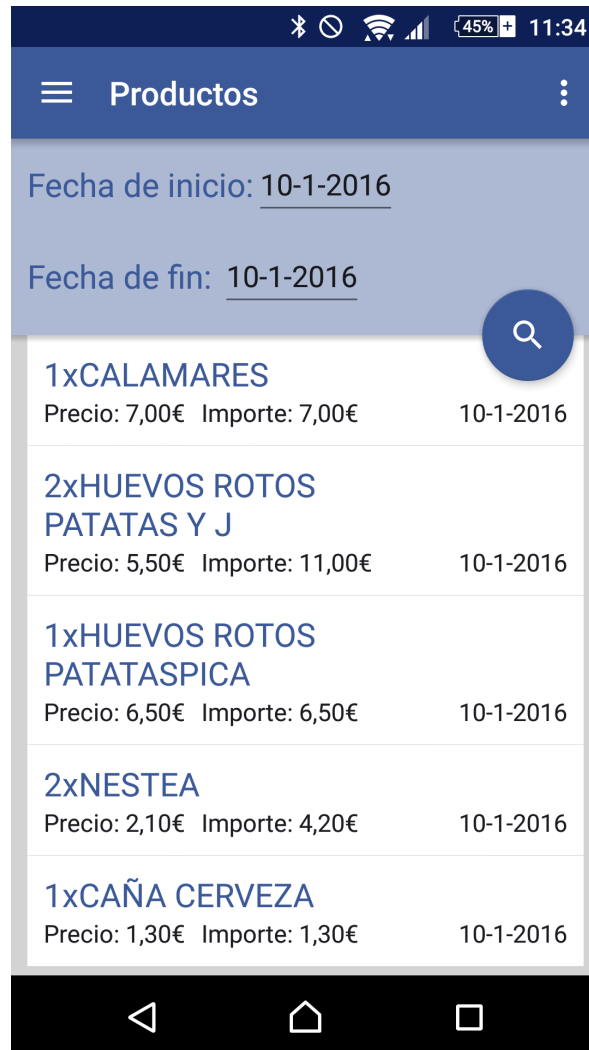 45% 11:34
Productos
Fecha de inicio: 10-1-2016
Fecha de fin: 10-1-2016
1xCALAMARES
Precio: 7,00€ Importe: 7,00€ 10-1-2016
2xHUEVOS ROTOS
PATATAS Y J
Precio: 5,50€ Importe: 11,00€ 10-1-2016
1xHUEVOS ROTOS
PATATASPICA
Precio: 6,50€ Importe: 6,50€ 10-1-2016
2xNESTEA
Precio: 2,10€ Importe: 4,20€ 10-1-2016
1xCAÑA CERVEZA
Precio: 1,30€ Importe: 1,30€ 10-1-2016